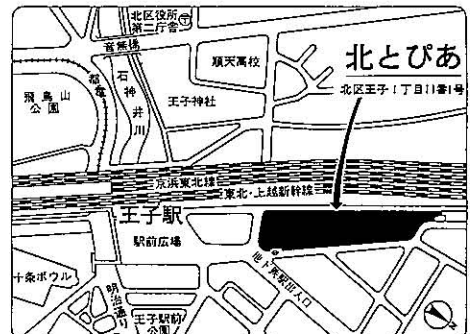 北区役所
第二庁舎
音無橋
都電
石神井川
飛鳥山
公園
順天高校
王子神社
北とぴあ
北区王子1丁目11番1号
京浜東北線
東北・上越新幹線
王子駅
駅前広場
地下鉄駅出入口
十条ボウル
明治通り
王子駅前
公園